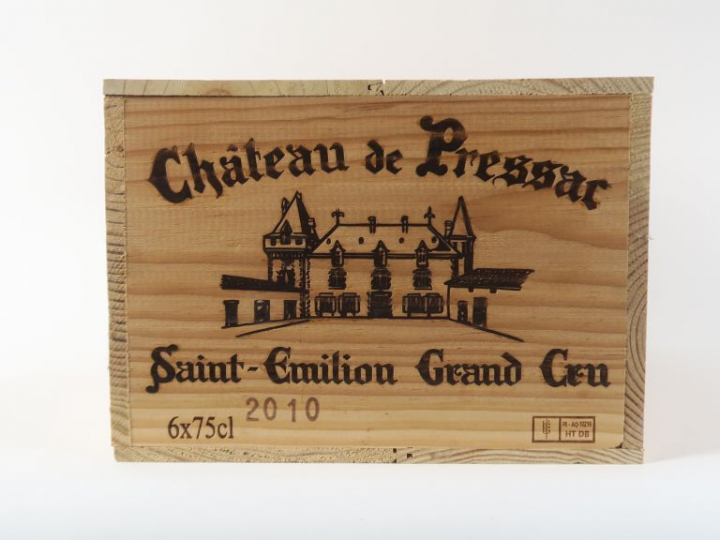 Château de Pressac
Saint-Emilion Grand Cru
2010
6x75cl
HT DB